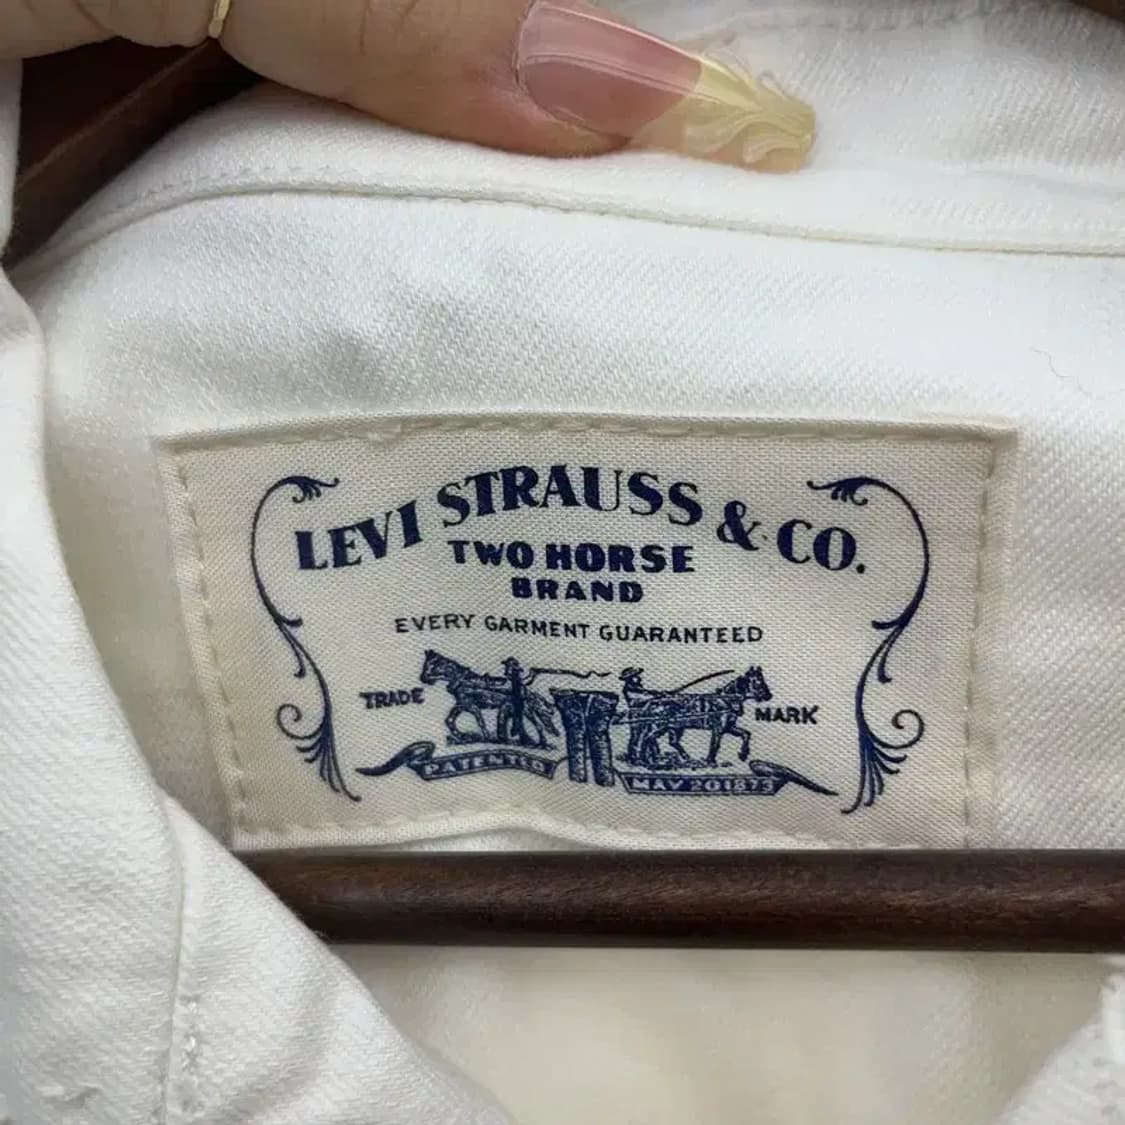 LEVI STRAUSS & CO.
TWO HORSE
BRAND
EVERY GARMENT GUARANTEED
TRADE MARK
PATENTED MAY 20 1873